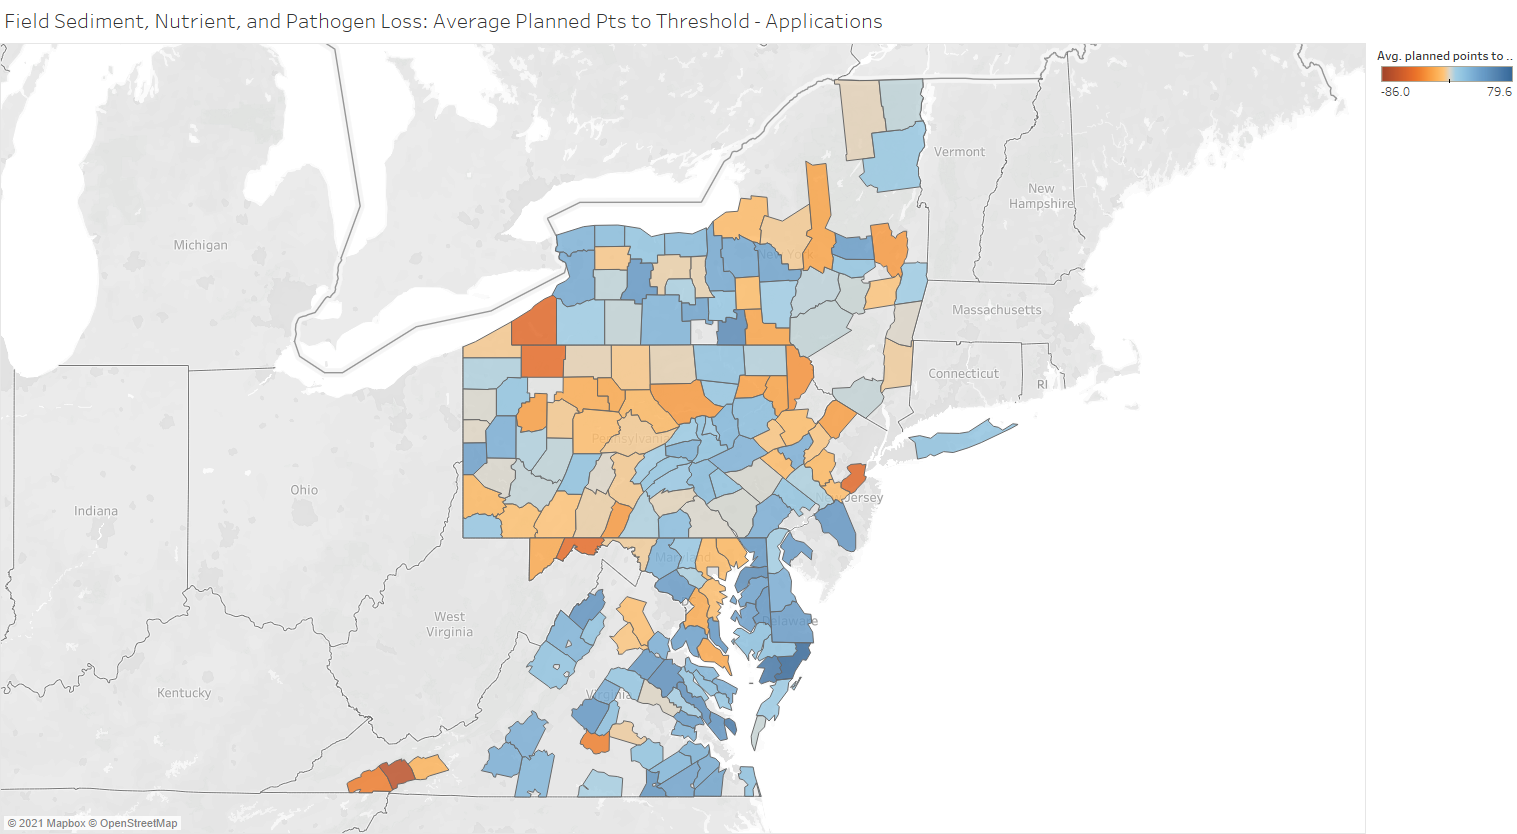 Field Sediment, Nutrient, and Pathogen Loss: Average Planned Pts to Threshold - Applications
Avg. planned points to ..
-86.0 79.6
Vermont
New
Hampshire
Michigan
New York
Massachusetts
Connecticut
RI
Pennsylvania
Ohio
New Jersey
Indiana
Maryland
West
Virginia
Delaware
Kentucky
Virginia
© 2021 Mapbox © OpenStreetMap